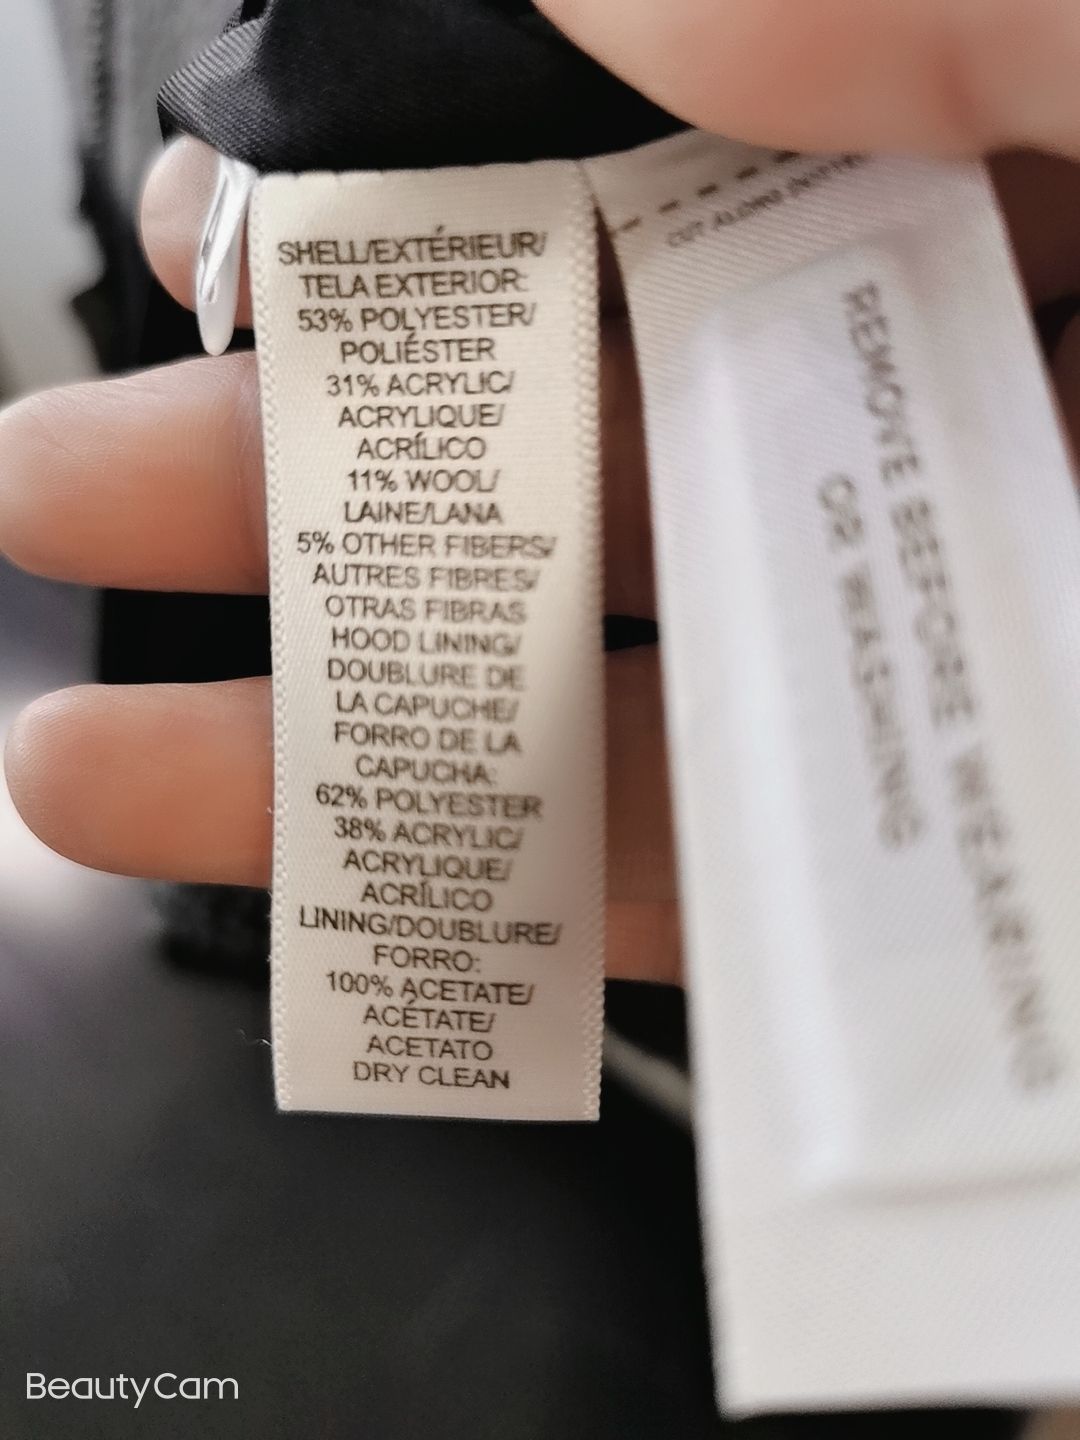 SHELL/EXTÉRIEUR/
TELA EXTERIOR:
53% POLYESTER/
POLIÉSTER
31% ACRYLIC/
ACRYLIQUE/
ACRÍLICO
11% WOOL/
LAINE/LANA
5% OTHER FIBERS/
AUTRES FIBRES/
OTRAS FIBRAS
HOOD LINING/
DOUBLURE DE
LA CAPUCHE/
FORRO DE LA
CAPUCHA:
62% POLYESTER
38% ACRYLIC/
ACRYLIQUE/
ACRÍLICO
LINING/DOUBLURE/
FORRO:
100% ACETATE/
ACÉTATE/
ACETATO
DRY CLEAN
CUT ALONG
REMOVE BEFORE WEARING
OR WASHING
BeautyCam